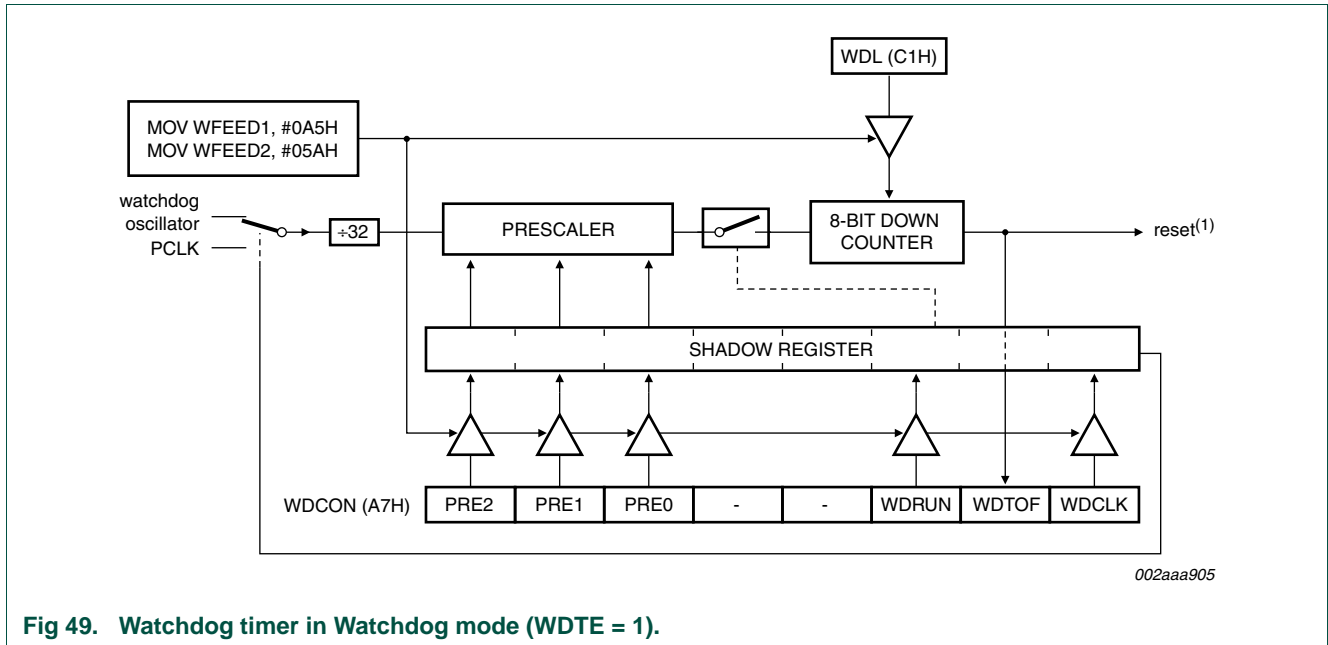 WDL (C1H)
MOV WFEED1, #0A5H
MOV WFEED2, #05AH
watchdog
oscillator
PCLK
÷32
PRESCALER
8-BIT DOWN
COUNTER
reset(1)
SHADOW REGISTER
WDCON (A7H) PRE2 PRE1 PRE0 - - WDRUN WDTOF WDCLK
002aaa905
Fig 49. Watchdog timer in Watchdog mode (WDTE = 1).